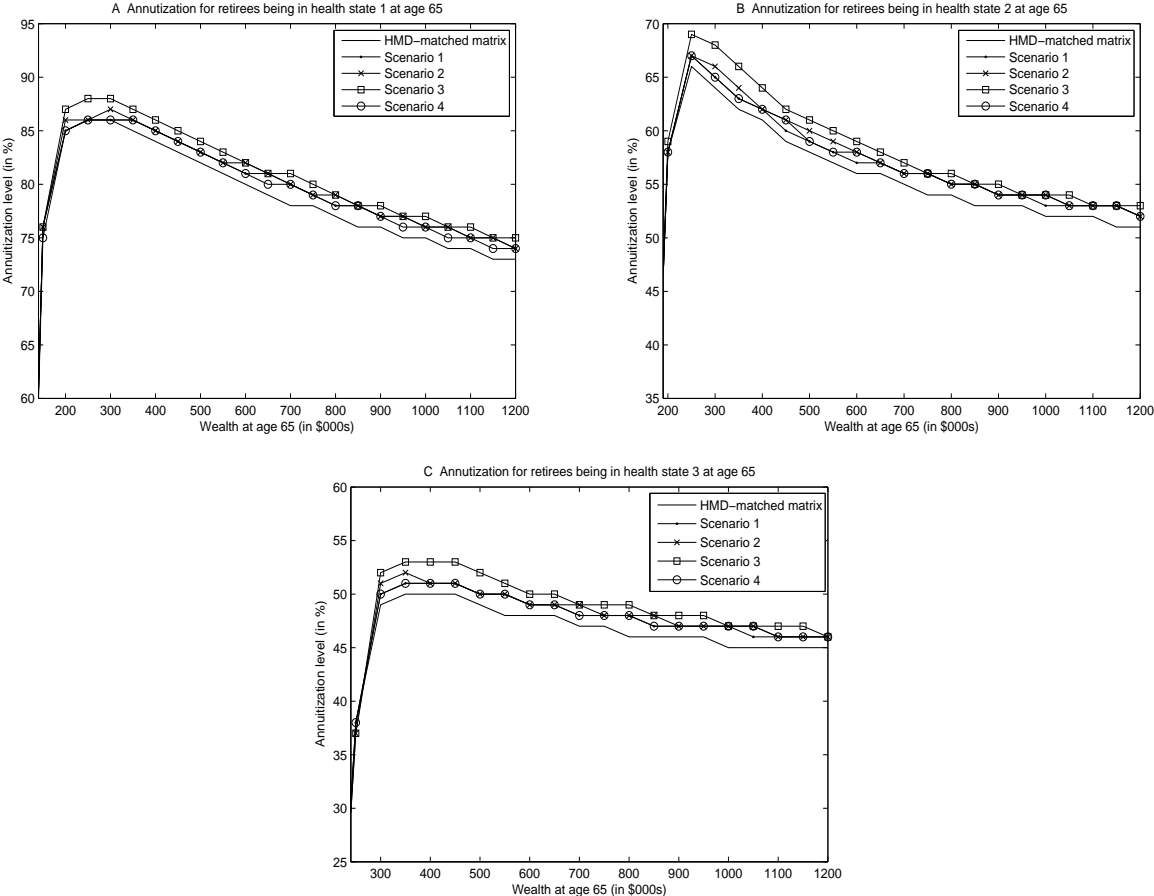 A Annutization for retirees being in health state 1 at age 65
95
90
85
80
75
70
65
60
Annuitization level (in %)
200 300 400 500 600 700 800 900 1000 1100 1200
Wealth at age 65 (in $000s)
HMD−matched matrix
Scenario 1
Scenario 2
Scenario 3
Scenario 4
B Annutization for retirees being in health state 2 at age 65
70
65
60
55
50
45
40
35
Annuitization level (in %)
200 300 400 500 600 700 800 900 1000 1100 1200
Wealth at age 65 (in $000s)
HMD−matched matrix
Scenario 1
Scenario 2
Scenario 3
Scenario 4
C Annutization for retirees being in health state 3 at age 65
60
55
50
45
40
35
30
25
Annuitization level (in %)
300 400 500 600 700 800 900 1000 1100 1200
Wealth at age 65 (in $000s)
HMD−matched matrix
Scenario 1
Scenario 2
Scenario 3
Scenario 4